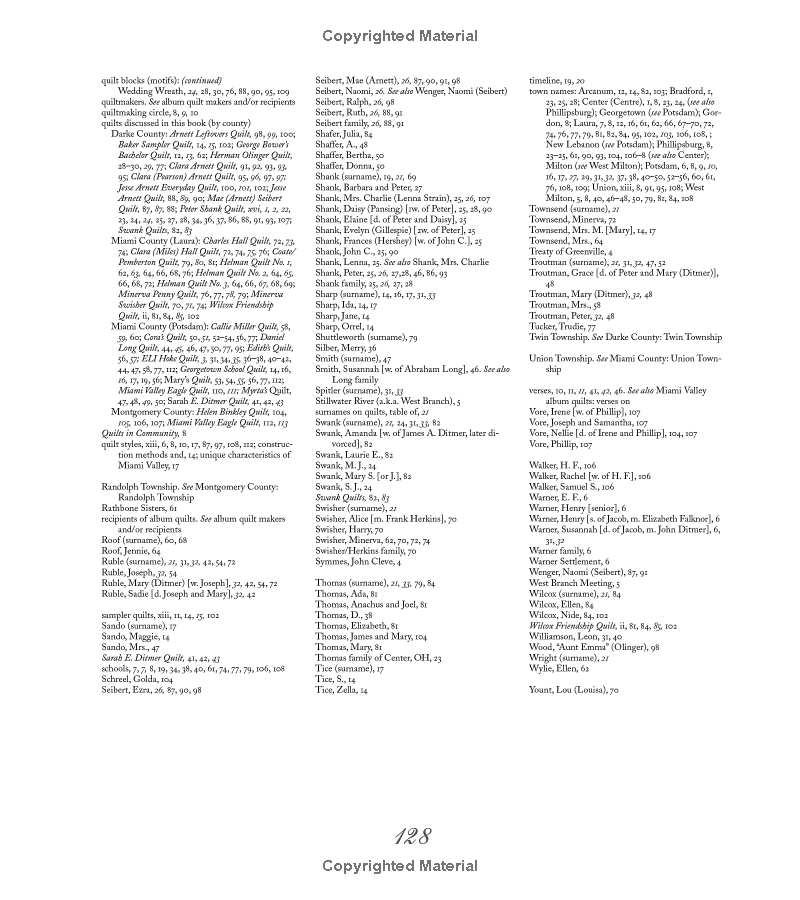 Copyrighted Material
quilt blocks (motifs): (continued)
Wedding Wreath, 24, 28, 30, 76, 88, 90, 95, 109
quiltmakers. See album quilt makers and/or recipients
quiltmaking circle, 8, 9, 10
quilts discussed in this book (by county)
Darke County: Arnett Leftovers Quilt, 98, 99, 100;
Baker Sampler Quilt, 14, 15, 102; George Bower's
Bachelor Quilt, 12, 13, 62; Herman Olinger Quilt,
28–30, 29, 77; Clara Arnett Quilt, 91, 92, 93, 93,
95; Clara (Pearson) Arnett Quilt, 95, 96, 97, 97;
Jesse Arnett Everyday Quilt, 100, 101, 102; Jesse
Arnett Quilt, 88, 89, 90; Mae (Arnett) Seibert
Quilt, 87, 87, 88; Peter Shank Quilt, xvi, 1, 2, 22,
23, 24, 24, 25, 27, 28, 34, 36, 37, 86, 88, 91, 93, 107;
Swank Quilts, 82, 83
Miami County (Laura): Charles Hall Quilt, 72, 73,
74; Clara (Miles) Hall Quilt, 72, 74, 75, 76; Coate/
Pemberton Quilt, 79, 80, 81; Helman Quilt No. 1,
62, 63, 64, 66, 68, 76; Helman Quilt No. 2, 64, 65,
66, 68, 72; Helman Quilt No. 3, 64, 66, 67, 68, 69;
Minerva Penny Quilt, 76, 77, 78, 79; Minerva
Swisher Quilt, 70, 71, 74; Wilcox Friendship
Quilt, ii, 81, 84, 85, 102
Miami County (Potsdam): Callie Miller Quilt, 58,
59, 60; Cora's Quilt, 50, 51, 52–54, 56, 77; Daniel
Long Quilt, 44, 45, 46, 47, 50, 77, 95; Edith's Quilt,
56, 57; ELI Hoke Quilt, 3, 31, 34, 35, 36–38, 40–42,
44, 47, 58, 77, 112; Georgetown School Quilt, 14, 16,
16, 17, 19, 56; Mary's Quilt, 53, 54, 55, 56, 77, 112;
Miami Valley Eagle Quilt, 110, 111; Myrta's Quilt,
47, 48, 49, 50; Sarah E. Ditmer Quilt, 41, 42, 43
Montgomery County: Helen Binkley Quilt, 104,
105, 106, 107; Miami Valley Eagle Quilt, 112, 113
Quilts in Community, 8
quilt styles, xiii, 6, 8, 10, 17, 87, 97, 108, 112; construc-
tion methods and, 14; unique characteristics of
Miami Valley, 17
Randolph Township. See Montgomery County:
Randolph Township
Rathbone Sisters, 61
recipients of album quilts. See album quilt makers
and/or recipients
Roof (surname), 60, 68
Roof, Jennie, 64
Ruble (surname), 21, 31, 32, 42, 54, 72
Ruble, Joseph, 32, 54
Ruble, Mary (Ditmer) [w. Joseph], 32, 42, 54, 72
Ruble, Sadie [d. Joseph and Mary], 32, 42
sampler quilts, xiii, 11, 14, 15, 102
Sando (surname), 17
Sando, Maggie, 14
Sando, Mrs., 47
Sarah E. Ditmer Quilt, 41, 42, 43
schools, 7, 7, 8, 19, 34, 38, 40, 61, 74, 77, 79, 106, 108
Schreel, Golda, 104
Seibert, Ezra, 26, 87, 90, 98
Seibert, Mae (Arnett), 26, 87, 90, 91, 98
Seibert, Naomi, 26. See also Wenger, Naomi (Seibert)
Seibert, Ralph, 26, 98
Seibert, Ruth, 26, 88, 91
Seibert family, 26, 88, 91
Shafer, Julia, 84
Shaffer, A., 48
Shaffer, Bertha, 50
Shaffer, Donna, 50
Shank (surname), 19, 21, 69
Shank, Barbara and Peter, 27
Shank, Mrs. Charlie (Lenna Strain), 25, 26, 107
Shank, Daisy (Pansing) [1w. of Peter], 25, 28, 90
Shank, Elaine [d. of Peter and Daisy], 25
Shank, Evelyn (Gillespie) [2w. of Peter], 25
Shank, Frances (Hershey) [w. of John C.], 25
Shank, John C., 25, 90
Shank, Lenna, 25. See also Shank, Mrs. Charlie
Shank, Peter, 25, 26, 27,28, 46, 86, 93
Shank family, 25, 26, 27, 28
Sharp (surname), 14, 16, 17, 31, 33
Sharp, Ida, 14, 17
Sharp, Jane, 14
Sharp, Orrel, 14
Shuttleworth (surname), 79
Silber, Merry, 36
Smith (surname), 47
Smith, Susannah [w. of Abraham Long], 46. See also
Long family
Spitler (surname), 31, 33
Stillwater River (a.k.a. West Branch), 5
surnames on quilts, table of, 21
Swank (surname), 21, 24, 31, 33, 82
Swank, Amanda [w. of James A. Ditmer, later di-
vorced], 82
Swank, Laurie E., 82
Swank, M. J., 24
Swank, Mary S. [or J.], 82
Swank, S. J., 24
Swank Quilts, 82, 83
Swisher (surname), 21
Swisher, Alice [m. Frank Herkins], 70
Swisher, Harry, 70
Swisher, Minerva, 62, 70, 72, 74
Swisher/Herkins family, 70
Symmes, John Cleve, 4
Thomas (surname), 21, 33, 79, 84
Thomas, Ada, 81
Thomas, Anachus and Joel, 81
Thomas, D., 38
Thomas, Elizabeth, 81
Thomas, James and Mary, 104
Thomas, Mary, 81
Thomas family of Center, OH, 23
Tice (surname), 17
Tice, S., 14
Tice, Zella, 14
timeline, 19, 20
town names: Arcanum, 12, 14, 82, 103; Bradford, 1,
23, 25, 28; Center (Centre), 1, 8, 23, 24, (see also
Phillipsburg); Georgetown (see Potsdam); Gor-
don, 8; Laura, 7, 8, 12, 16, 61, 62, 66, 67–70, 72,
74, 76, 77, 79, 81, 82, 84, 95, 102, 103, 106, 108, ;
New Lebanon (see Potsdam); Phillipsburg, 8,
23–25, 61, 90, 93, 104, 106–8 (see also Center);
Milton (see West Milton); Potsdam, 6, 8, 9, 10,
16, 17, 27, 29, 31, 32, 37, 38, 40–50, 52–56, 60, 61,
76, 108, 109; Union, xiii, 8, 91, 95, 108; West
Milton, 5, 8, 40, 46–48, 50, 79, 81, 84, 108
Townsend (surname), 21
Townsend, Minerva, 72
Townsend, Mrs. M. [Mary], 14, 17
Townsend, Mrs., 64
Treaty of Greenville, 4
Troutman (surname), 21, 31, 32, 47, 52
Troutman, Grace [d. of Peter and Mary (Ditmer)],
48
Troutman, Mary (Ditmer), 32, 48
Troutman, Mrs., 58
Troutman, Peter, 32, 48
Tucker, Trudie, 77
Twin Township. See Darke County: Twin Township
Union Township. See Miami County: Union Town-
ship
verses, 10, 11, 11, 41, 42, 46. See also Miami Valley
album quilts: verses on
Vore, Irene [w. of Phillip], 107
Vore, Joseph and Samantha, 107
Vore, Nellie [d. of Irene and Phillip], 104, 107
Vore, Phillip, 107
Walker, H. F., 106
Walker, Rachel [w. of H. F.], 106
Walker, Samuel S., 106
Warner, E. F., 6
Warner, Henry [senior], 6
Warner, Henry [s. of Jacob, m. Elizabeth Falknor], 6
Warner, Susannah [d. of Jacob, m. John Ditmer], 6,
31, 32
Warner family, 6
Warner Settlement, 6
Wenger, Naomi (Seibert), 87, 91
West Branch Meeting, 5
Wilcox (surname), 21, 84
Wilcox, Ellen, 84
Wilcox, Nide, 84, 102
Wilcox Friendship Quilt, ii, 81, 84, 85, 102
Williamson, Leon, 31, 40
Wood, "Aunt Emma" (Olinger), 98
Wright (surname), 21
Wylie, Ellen, 62
Yount, Lou (Louisa), 70
128
Copyrighted Material